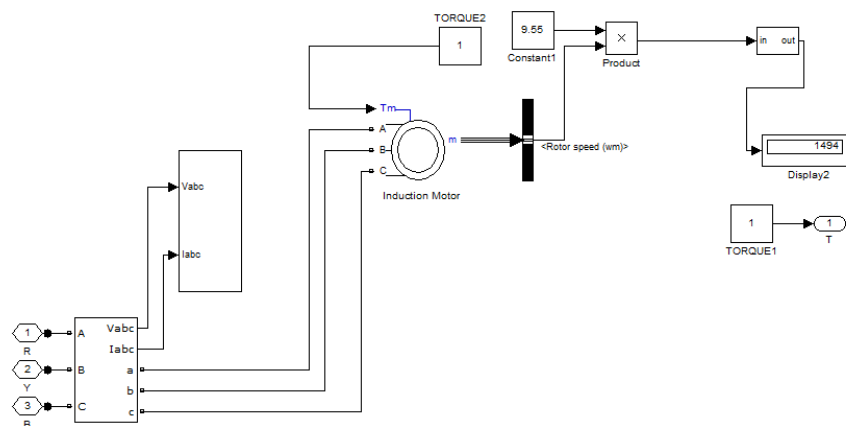 TORQUE2
1
9.55
Constant1
×
Product
in out
Tm
A
B
C
m
<Rotor speed (wm)>
Induction Motor
1494
Display2
Vabc
Iabc
1
TORQUE1
1
T
1
R
2
Y
3
B
A
B
C
Vabc
Iabc
a
b
c